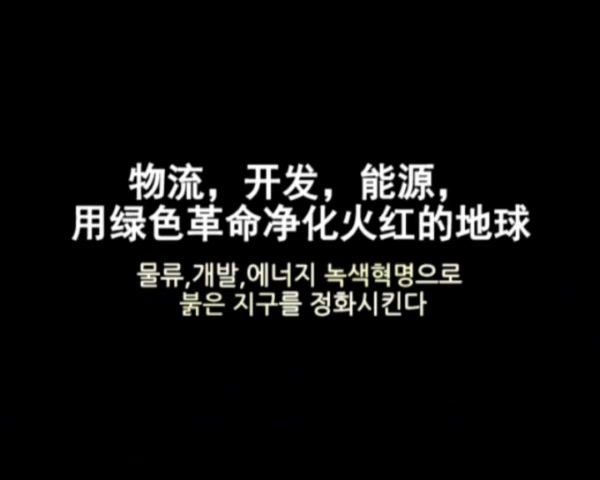 物流，开发，能源，
用绿色革命净化火红的地球
물류,개발,에너지 녹색혁명으로
붉은 지구를 정화시킨다